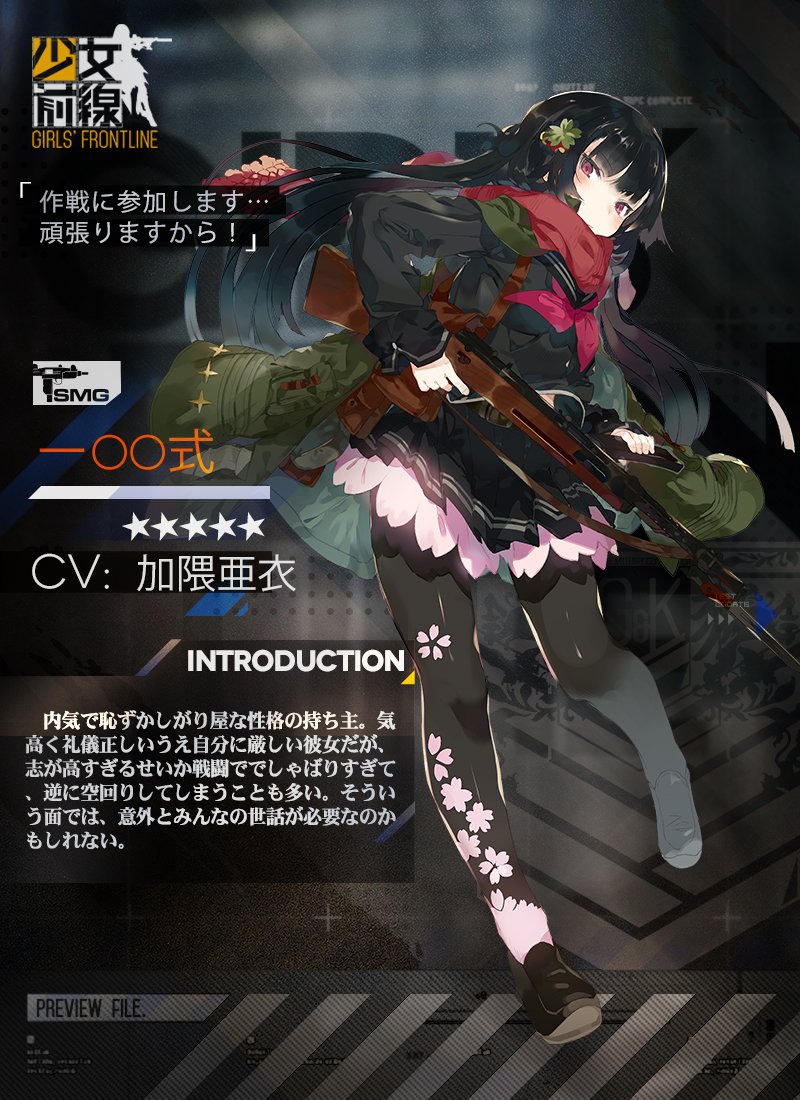 少女
前線
GIRLS' FRONTLINE
「作戦に参加します…
頑張りますから！」
SMG
一〇〇式
★★★★★
CV: 加隈亜衣
INTRODUCTION
内気で恥ずかしがり屋な性格の持ち主。気
高く礼儀正しいうえ自分に厳しい彼女だが、
志が高すぎるせいか戦闘ででしゃばりすぎて
、逆に空回りしてしまうことも多い。そうい
う面では、意外とみんなの世話が必要なのか
もしれない。
PREVIEW FILE.